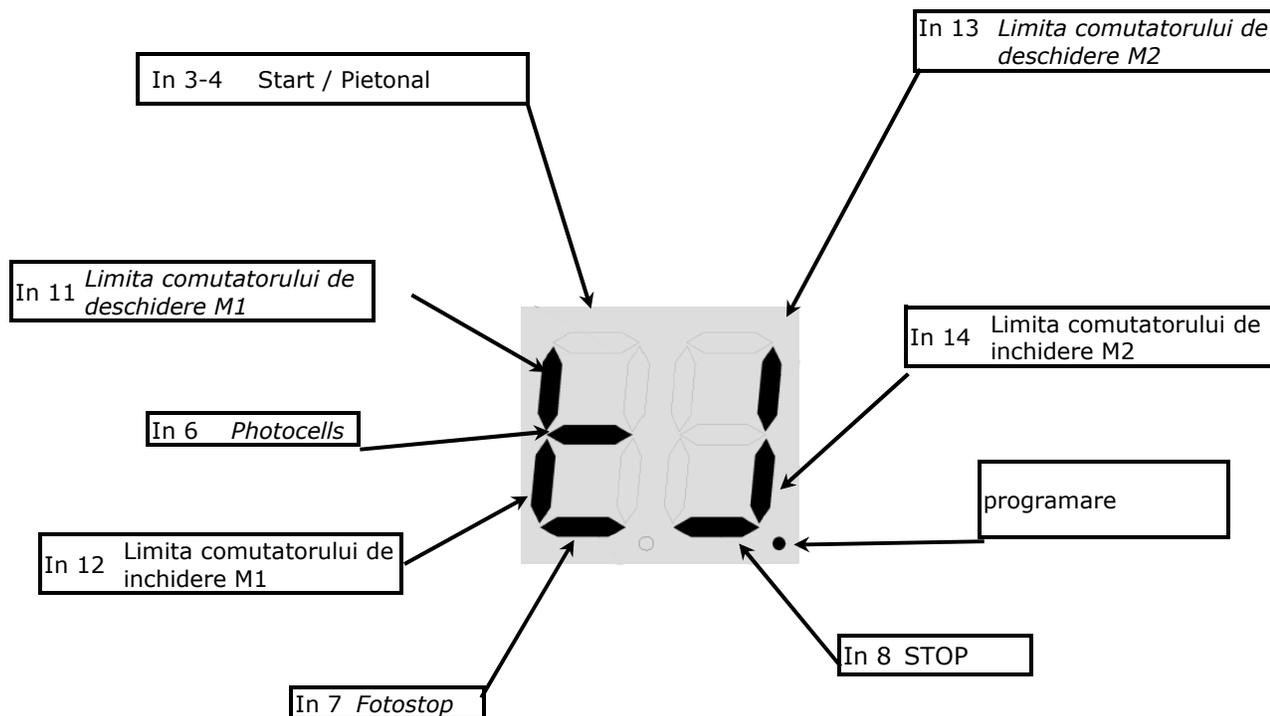 In 13 Limita comutatorului de
deschidere M2
In 3-4 Start / Pietonal
In 11 Limita comutatorului de
deschidere M1
In 14 Limita comutatorului de
inchidere M2
In 6 Photocells
programare
In 12 Limita comutatorului de
inchidere M1
In 8 STOP
In 7 Fotostop